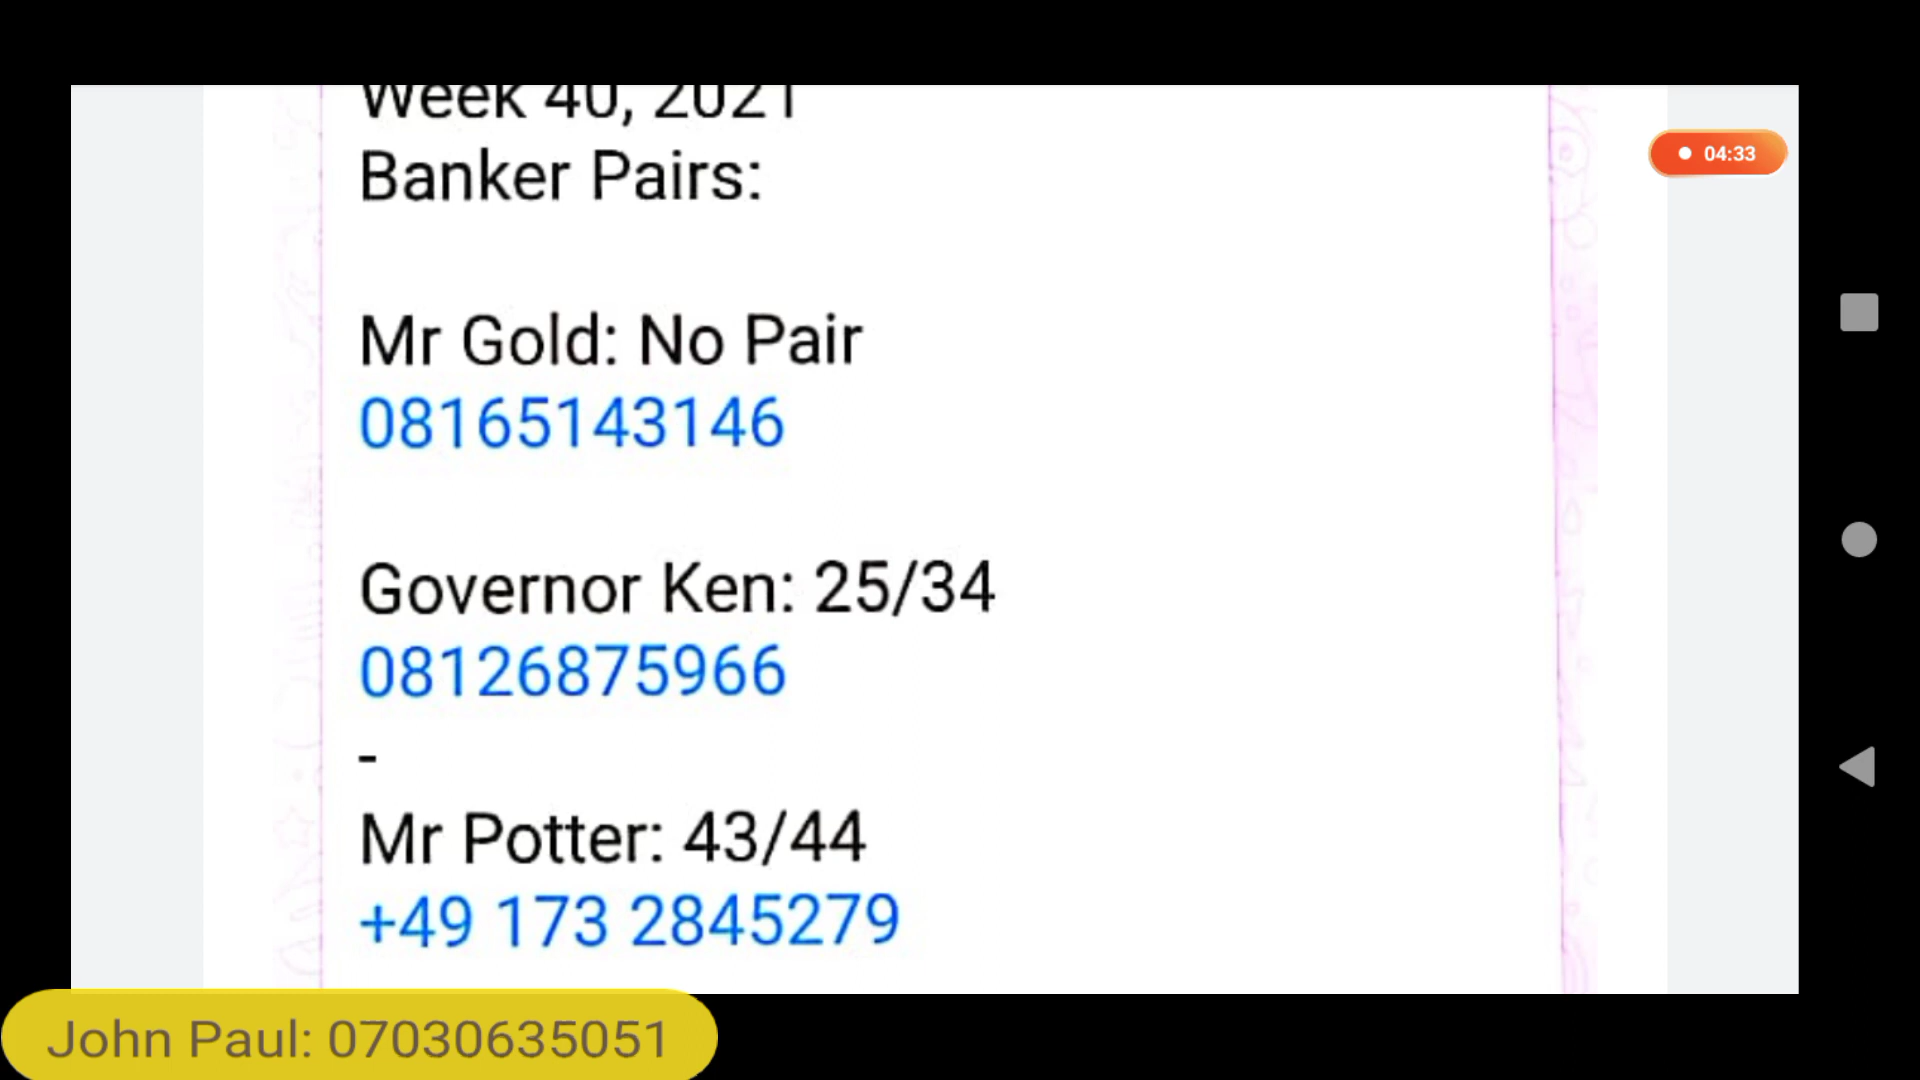 Week 40, 2021
Banker Pairs:
04:33
Mr Gold: No Pair
08165143146
Governor Ken: 25/34
08126875966
-
Mr Potter: 43/44
+49 173 2845279
John Paul: 07030635051